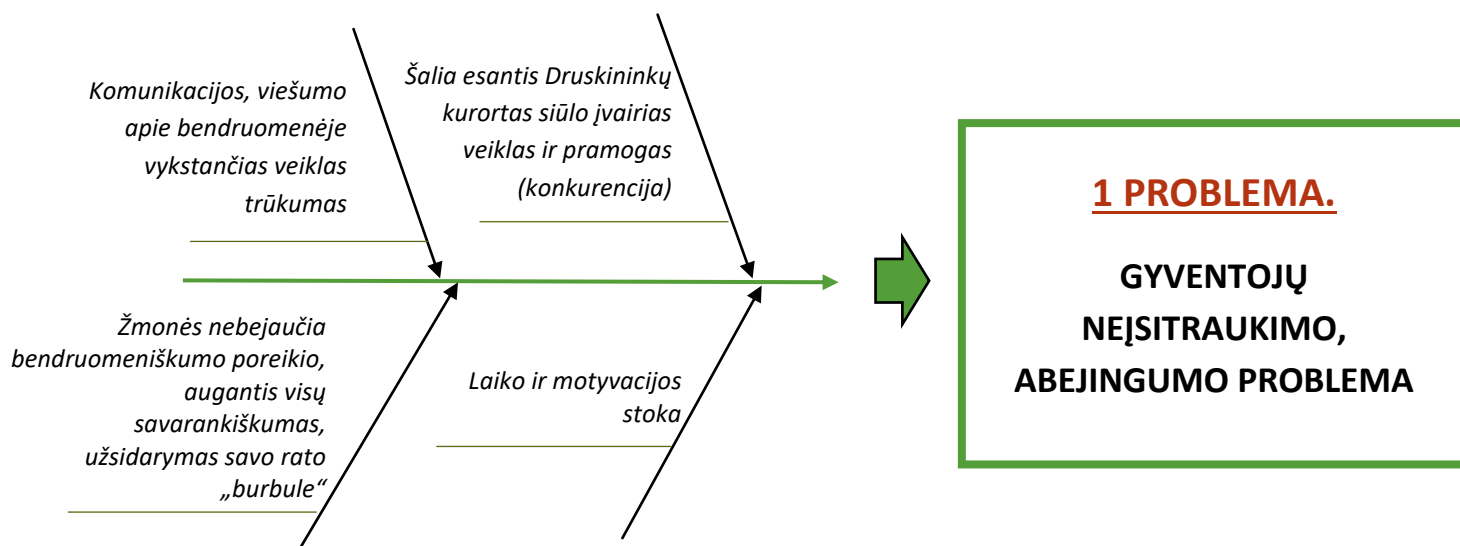 Komunikacijos, viešumo
apie bendruomenėje
vykstančias veiklas
trūkumas
Šalia esantis Druskininkų
kurortas siūlo įvairias
veiklas ir pramogas
(konkurencija)
Žmonės nebejaučia
bendruomeniškumo poreikio,
augantis visų
savarankiškumas,
užsidarymas savo rato
„burbule“
Laiko ir motyvacijos
stoka
1 PROBLEMA.
GYVENTOJŲ
NEĮSITRAUKIMO,
ABEJINGUMO PROBLEMA